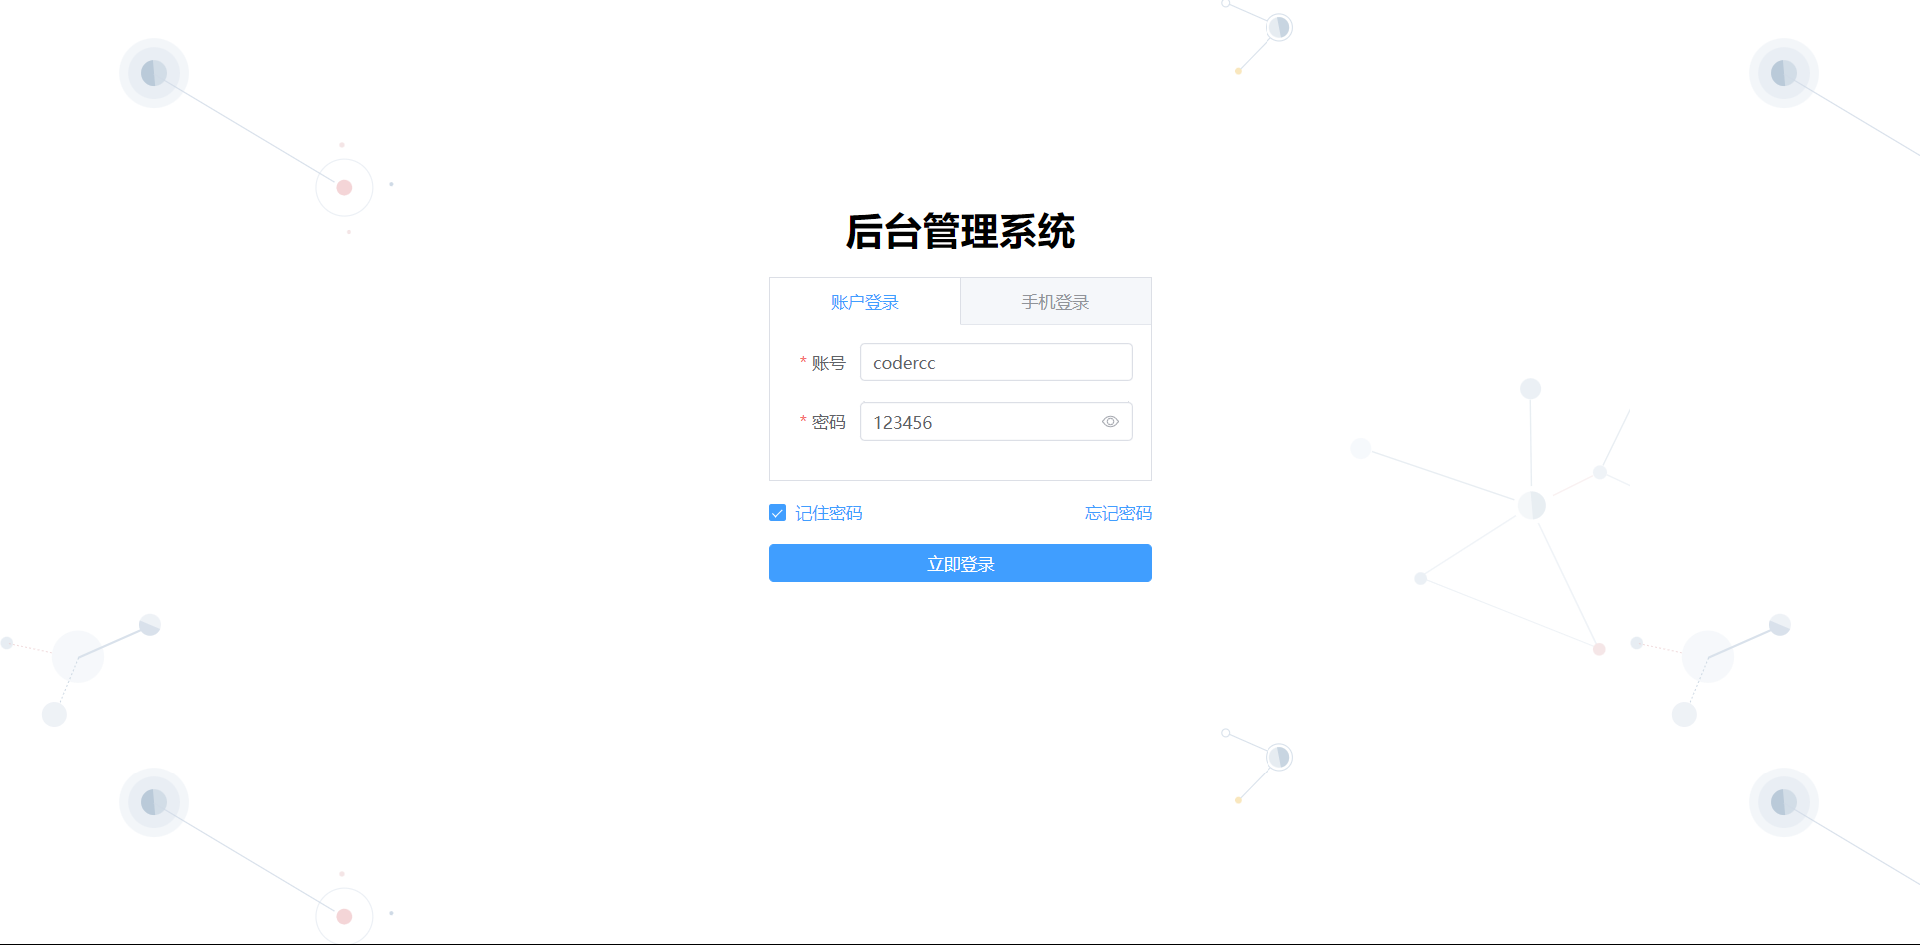 后台管理系统
账户登录 手机登录
* 账号 codercc
* 密码 123456
记住密码 忘记密码
立即登录